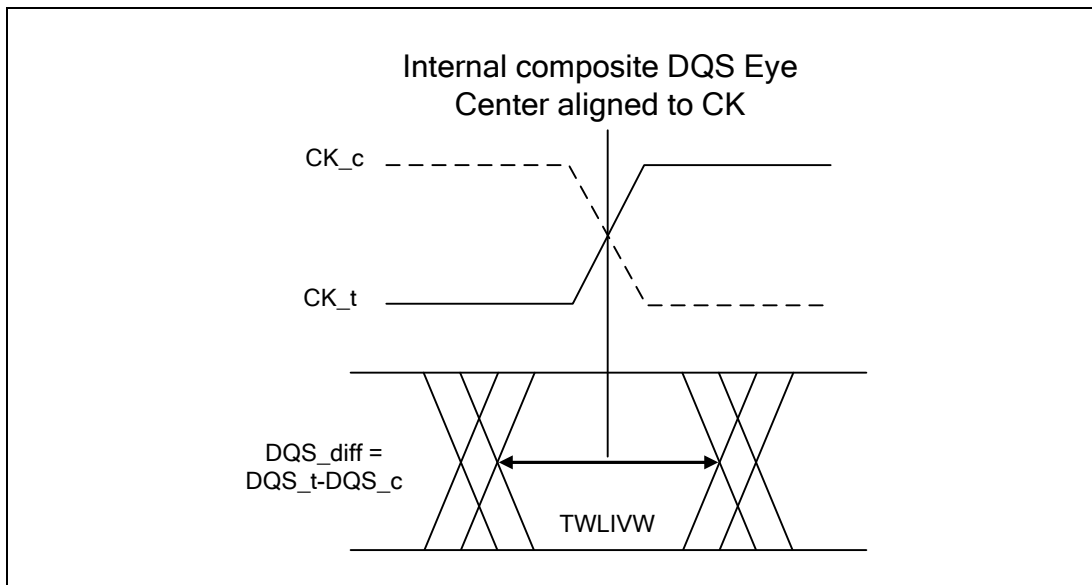 Internal composite DQS Eye
Center aligned to CK
CK_c
CK_t
DQS_diff =
DQS_t-DQS_c
TWLIVW